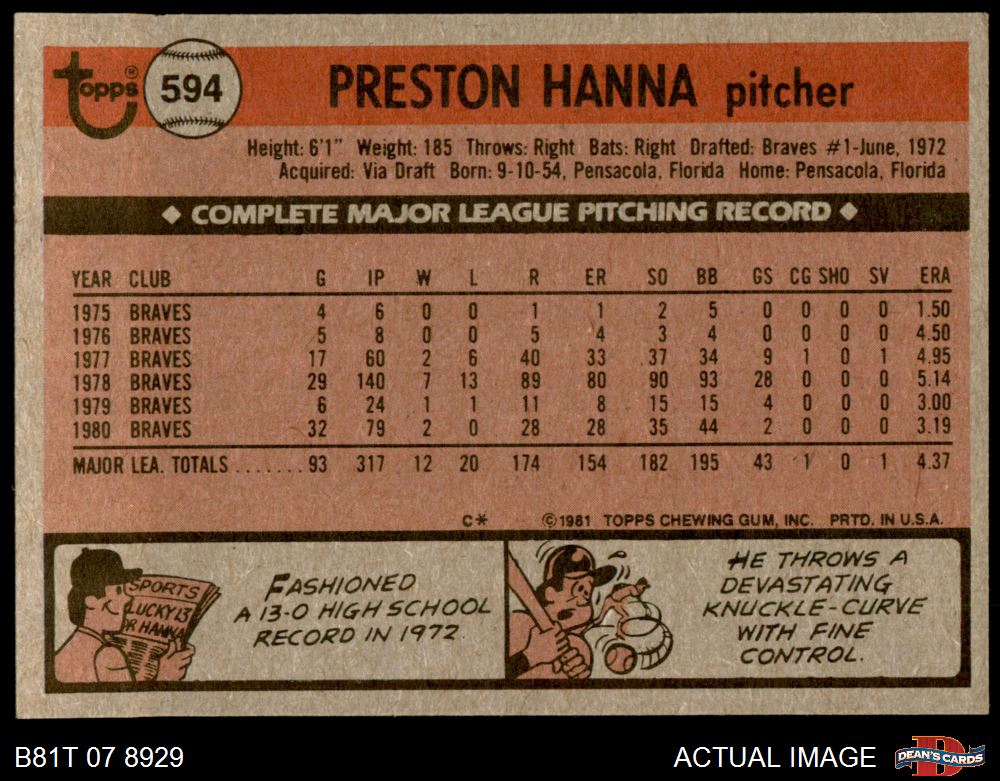 Topps® 594 PRESTON HANNA pitcher
Height: 6'1" Weight: 185 Throws: Right Bats: Right Drafted: Braves #1-June, 1972
Acquired: Via Draft Born: 9-10-54, Pensacola, Florida Home: Pensacola, Florida
◆ COMPLETE MAJOR LEAGUE PITCHING RECORD ◆
YEAR CLUB G IP W L R ER SO BB GS CG SHO SV ERA
1975 BRAVES 4 6 0 0 1 1 2 5 0 0 0 0 1.50
1976 BRAVES 5 8 0 0 5 4 3 4 0 0 0 0 4.50
1977 BRAVES 17 60 2 6 40 33 37 34 9 1 0 1 4.95
1978 BRAVES 29 140 7 13 89 80 90 93 28 0 0 0 5.14
1979 BRAVES 6 24 1 1 11 8 15 15 4 0 0 0 3.00
1980 BRAVES 32 79 2 0 28 28 35 44 2 0 0 0 3.19
MAJOR LEA. TOTALS ....... 93 317 12 20 174 154 182 195 43 1 0 1 4.37
C* ©1981 TOPPS CHEWING GUM, INC. PRTD. IN U.S.A.
SPORTS
LUCKY 13
FOR HANNA
FASHIONED
A 13-0 HIGH SCHOOL
RECORD IN 1972.
HE THROWS A
DEVASTATING
KNUCKLE-CURVE
WITH FINE
CONTROL.
B81T 07 8929 ACTUAL IMAGE D DEAN'S CARDS